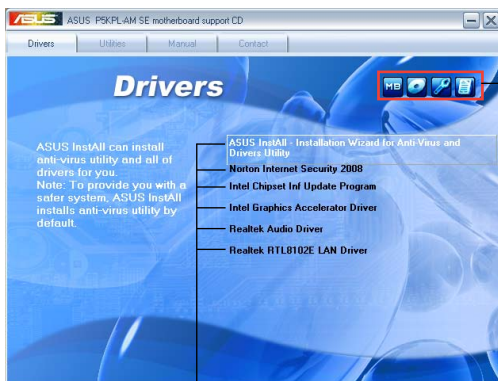 ASUS ASUS P5KPL-AM SE motherboard support CD
Drivers Utilities Manual Contact
Drivers
MB
ASUS InstAll can install
anti-virus utility and all of
drivers for you.
Note: To provide you with a
safer system, ASUS InstAll
installs anti-virus utility by
default.
ASUS InstAll - Installation Wizard for Anti-Virus and
Drivers Utility
Norton Internet Security 2008
Intel Chipset Inf Update Program
Intel Graphics Accelerator Driver
Realtek Audio Driver
Realtek RTL8102E LAN Driver